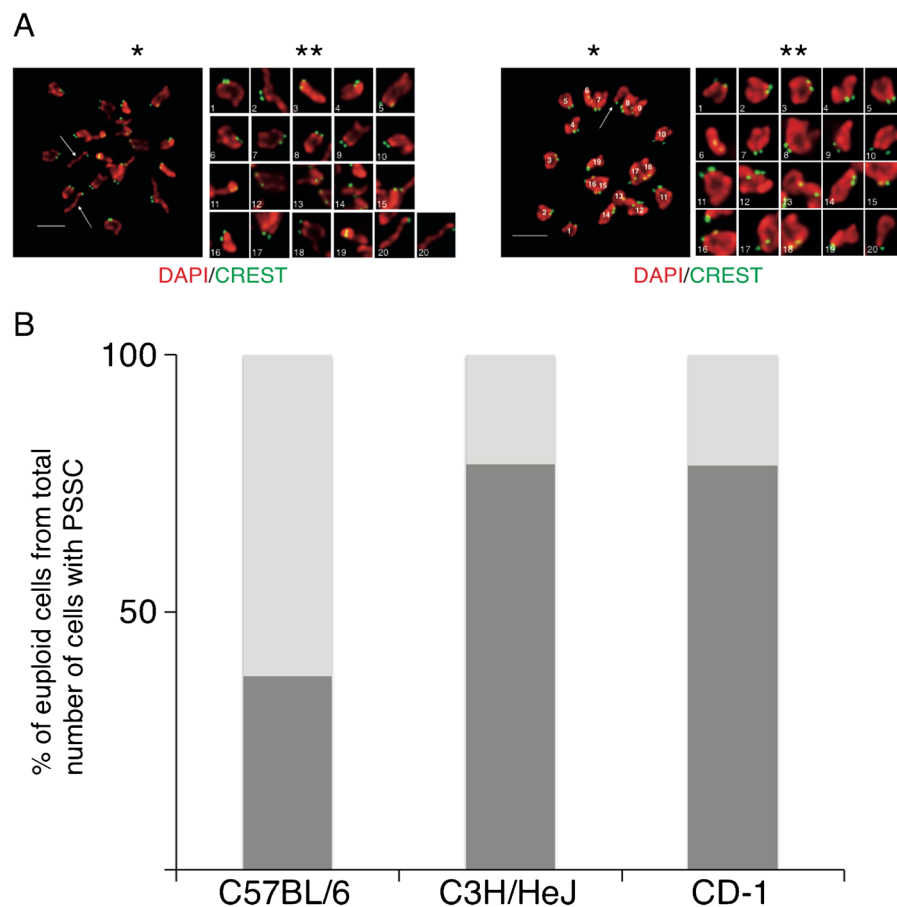 A
* ** * **
1 2 3 4 5
6 7 8 9 10
11 12 13 14 15
16 17 18 19 20 20
5 6 7 8 9
4 10
3 19 17 18
16 15 13 11
2 14 12
1
1 2 3 4 5
6 7 8 9 10
11 12 13 14 15
16 17 18 19 20
DAPI/CREST DAPI/CREST
B
100
50
% of euploid cells from total
number of cells with PSSC
C57BL/6 C3H/HeJ CD-1